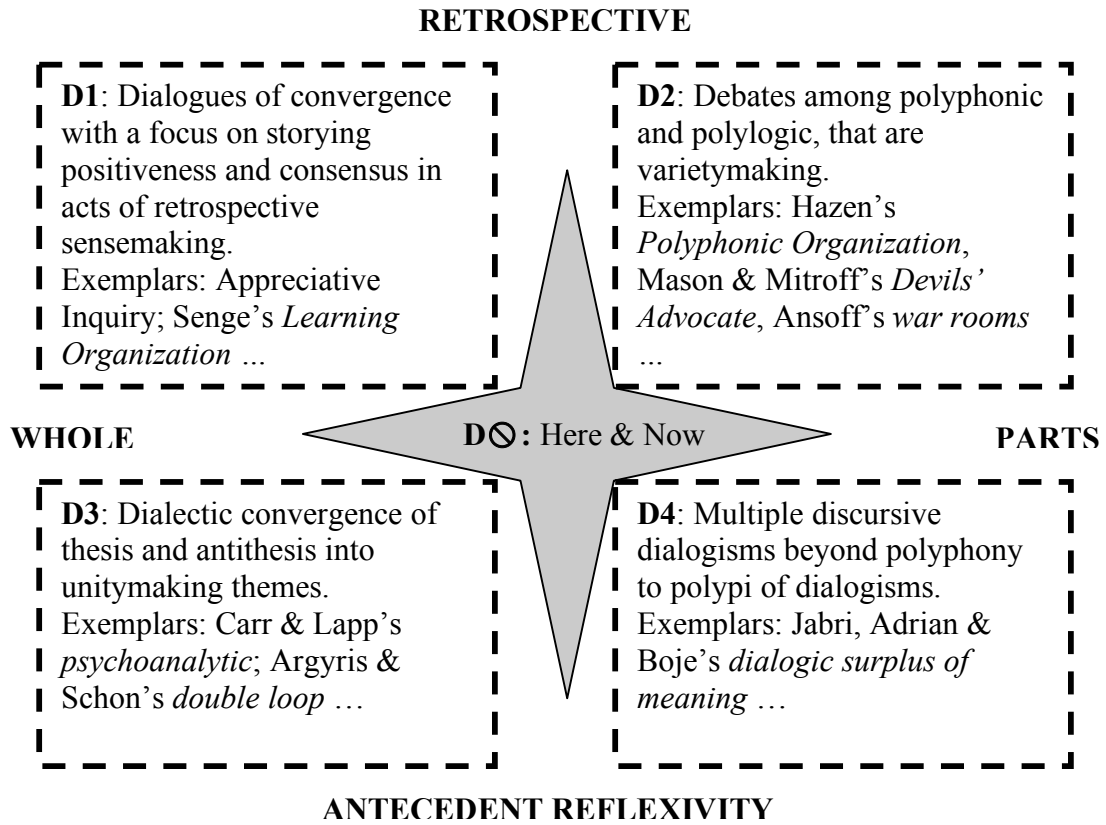 RETROSPECTIVE
D1: Dialogues of convergence
with a focus on storying
positiveness and consensus in
acts of retrospective
sensemaking.
Exemplars: Appreciative
Inquiry; Senge's Learning
Organization …
D2: Debates among polyphonic
and polylogic, that are
varietymaking.
Exemplars: Hazen's
Polyphonic Organization,
Mason & Mitroff's Devils'
Advocate, Ansoff's war rooms
…
WHOLE
D⦸: Here & Now
PARTS
D3: Dialectic convergence of
thesis and antithesis into
unitymaking themes.
Exemplars: Carr & Lapp's
psychoanalytic; Argyris &
Schon's double loop …
D4: Multiple discursive
dialogisms beyond polyphony
to polypi of dialogisms.
Exemplars: Jabri, Adrian &
Boje's dialogic surplus of
meaning …
ANTECEDENT REFLEXIVITY